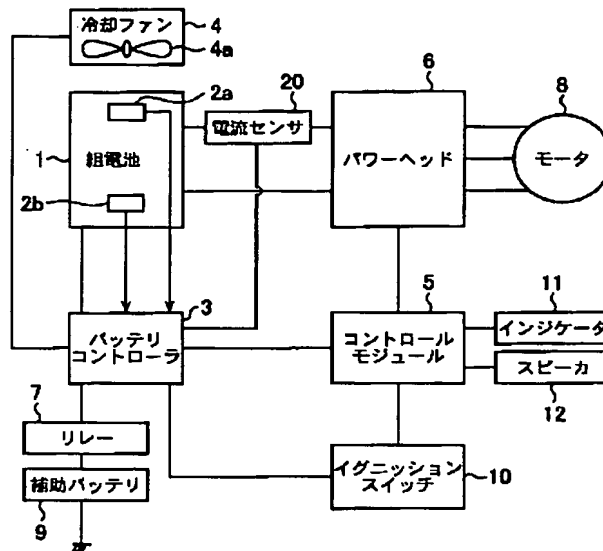 冷却ファン
4
4a
2a
20
6
8
電流センサ
1
組電池
パワーヘッド
モータ
2b
3
5
11
バッテリ
コントローラ
コントロール
モジュール
インジケータ
スピーカ
12
7
リレー
補助バッテリ
9
イグニッション
スイッチ
10